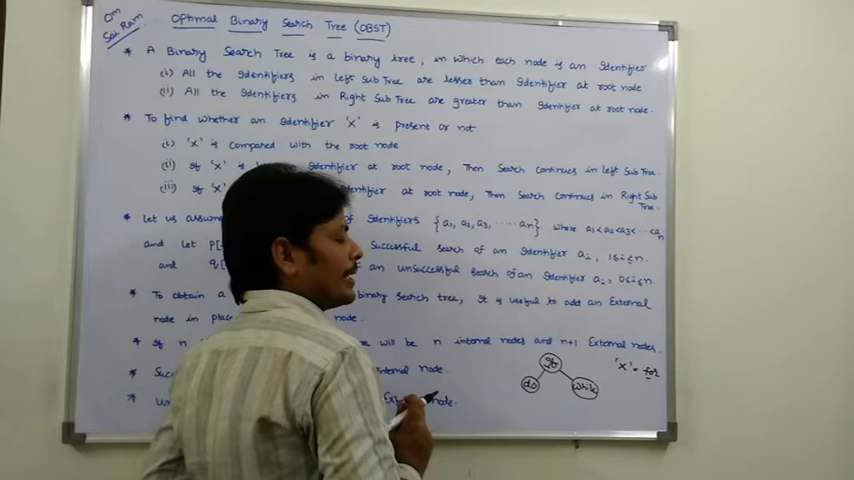 Om
Sai Ram
Optimal Binary Search Tree (OBST)
* A Binary Search Tree is a binary tree, in which each node is an Identifier
(i) All the Identifiers in Left Sub Tree are lesser than Identifier at root node
(ii) All the Identifiers in Right Sub Tree are greater than Identifier at root node.
* To find whether an Identifier 'X' is present or not
(i) 'X' is compared with the root node
(ii) If 'X' is Identifier at root node, Then Search continues in left Sub Tree.
(iii) If 'X' Identifier at root node, Then Search continues in Right Sub Tree.
* Let us assume of Identifiers {a1, a2, a3, ..... an} where a1<a2<a3<...<an
and let P[ Successful search of an Identifier ai, 1≤i≤n.
and q[ an unsuccessful search of an Identifier ai, 0≤i≤n.
* To obtain a binary search tree, it is useful to add an External
node in place node.
* If n will be n internal nodes and n+1 External nodes.
* Succ internal node.
* node.
if
do
while
'X' = for